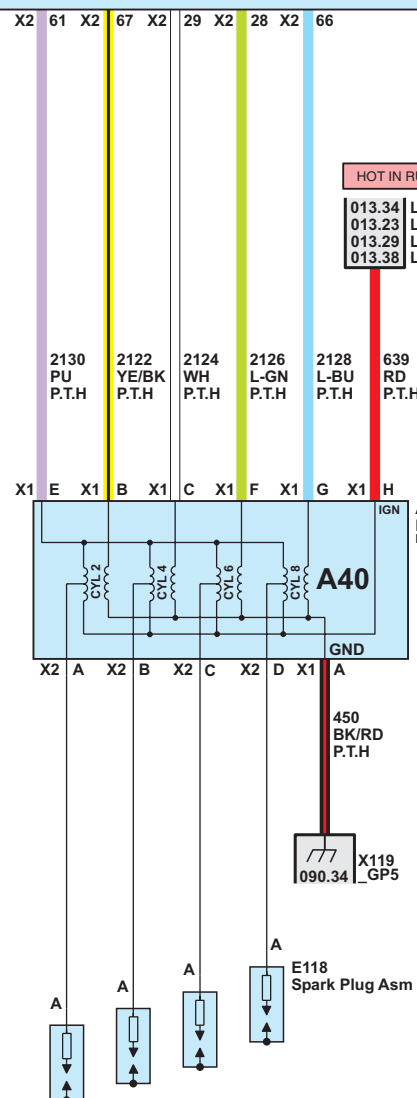 X2 61 X2 67 X2 29 X2 28 X2 66
HOT IN RU
013.34 L
013.23 L
013.29 L
013.38 L
2130 2122 2124 2126 2128 639
PU YE/BK WH L-GN L-BU RD
P.T.H P.T.H P.T.H P.T.H P.T.H P.T.H
X1 E X1 B X1 C X1 F X1 G X1 H
IGN
CYL 2 CYL 4 CYL 6 CYL 8 A40
GND
X2 A X2 B X2 C X2 D X1 A
450
BK/RD
P.T.H
X119
090.34 _GP5
A
A
A
A
E118
Spark Plug Asm